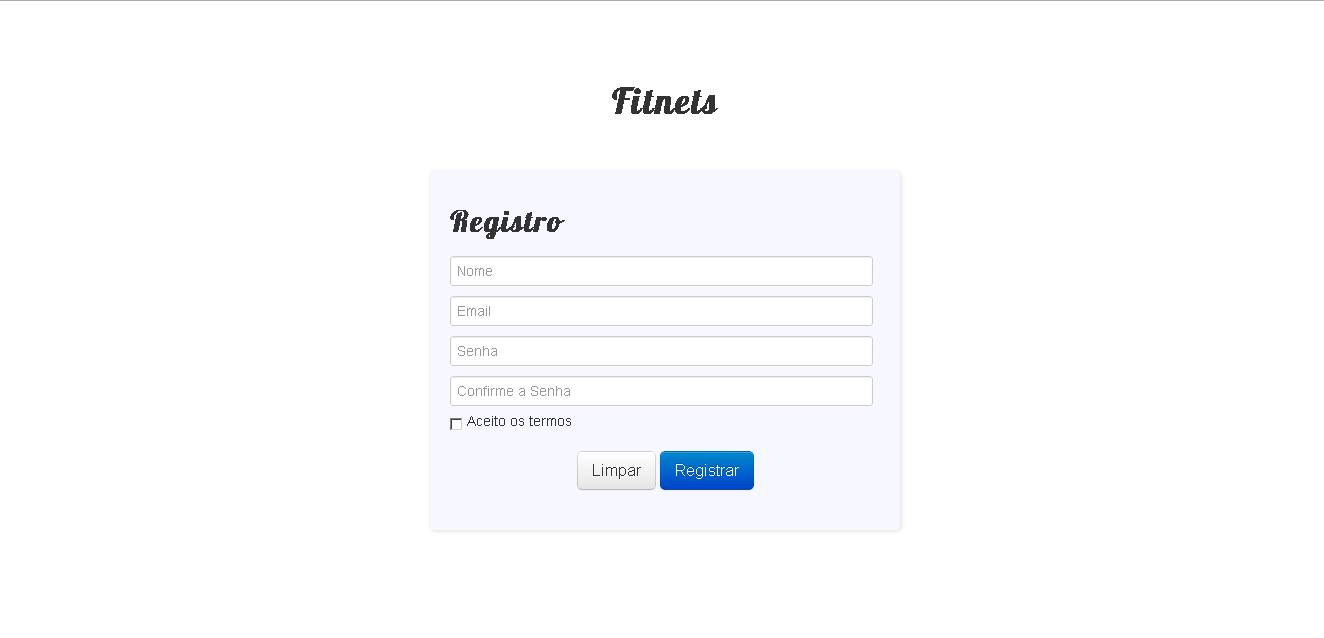 Fitnets
Registro
Nome
Email
Senha
Confirme a Senha
Aceito os termos
Limpar Registrar